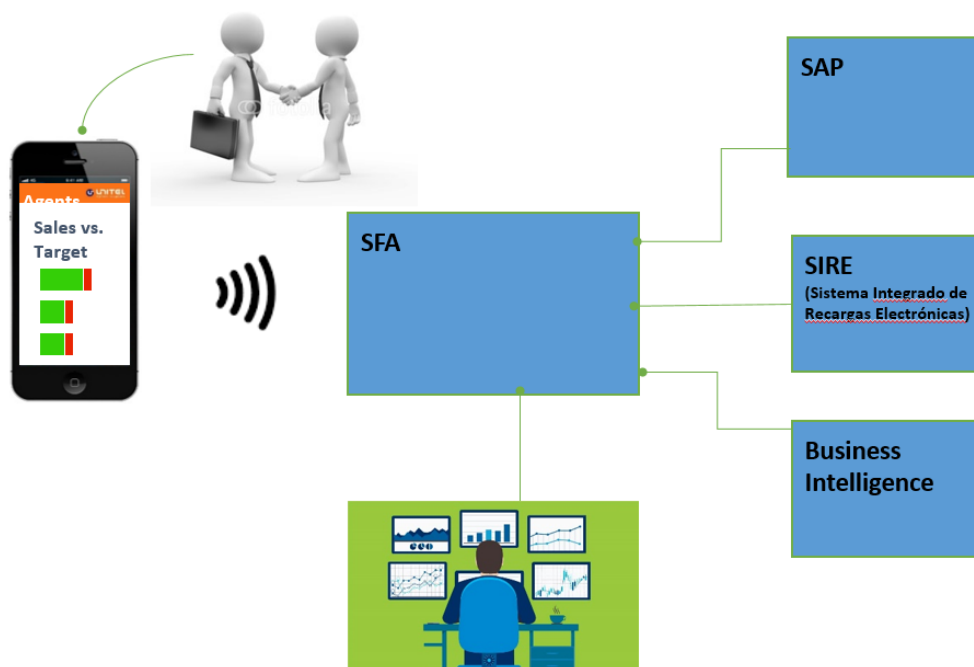 UNITEL
Agents
Sales vs.
Target
SFA
SAP
SIRE
(Sistema Integrado de
Recargas Electrónicas)
Business
Intelligence